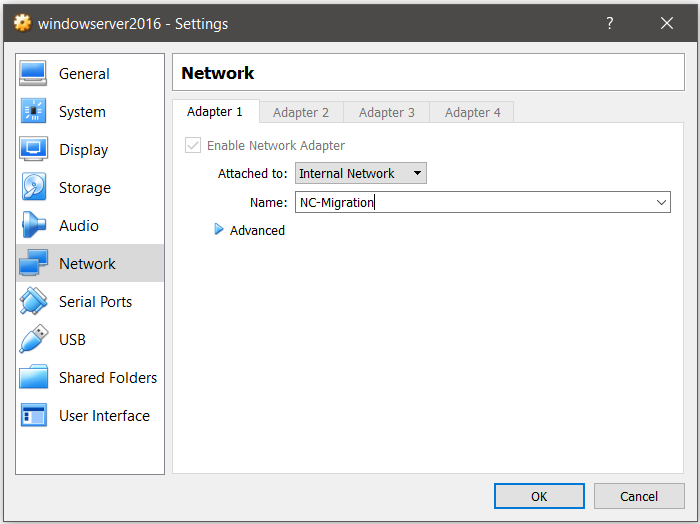 windowserver2016 - Settings
?
General
System
Display
Storage
Audio
Network
Serial Ports
USB
Shared Folders
User Interface
Network
Adapter 1 Adapter 2 Adapter 3 Adapter 4
Enable Network Adapter
Attached to: Internal Network
Name: NC-Migration
Advanced
OK Cancel